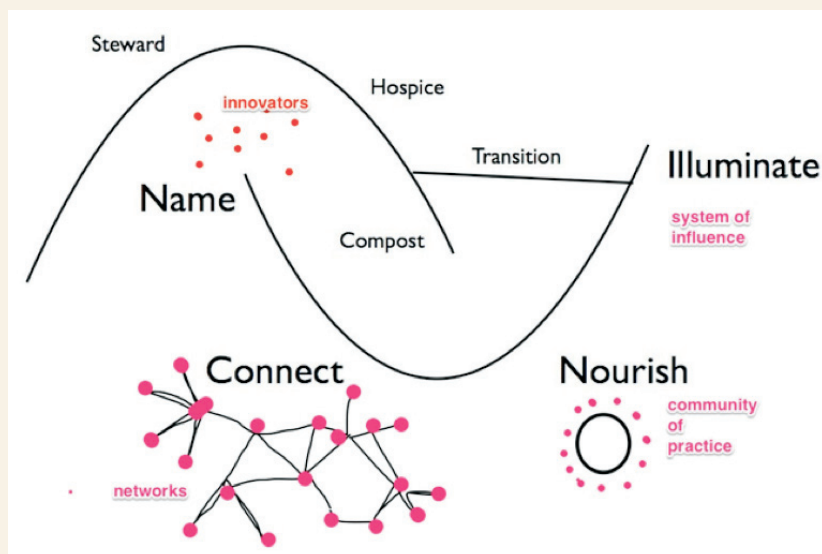 Steward
innovators
Hospice
Transition
Illuminate
Name
system of
influence
Compost
Connect
Nourish
community
of
practice
networks